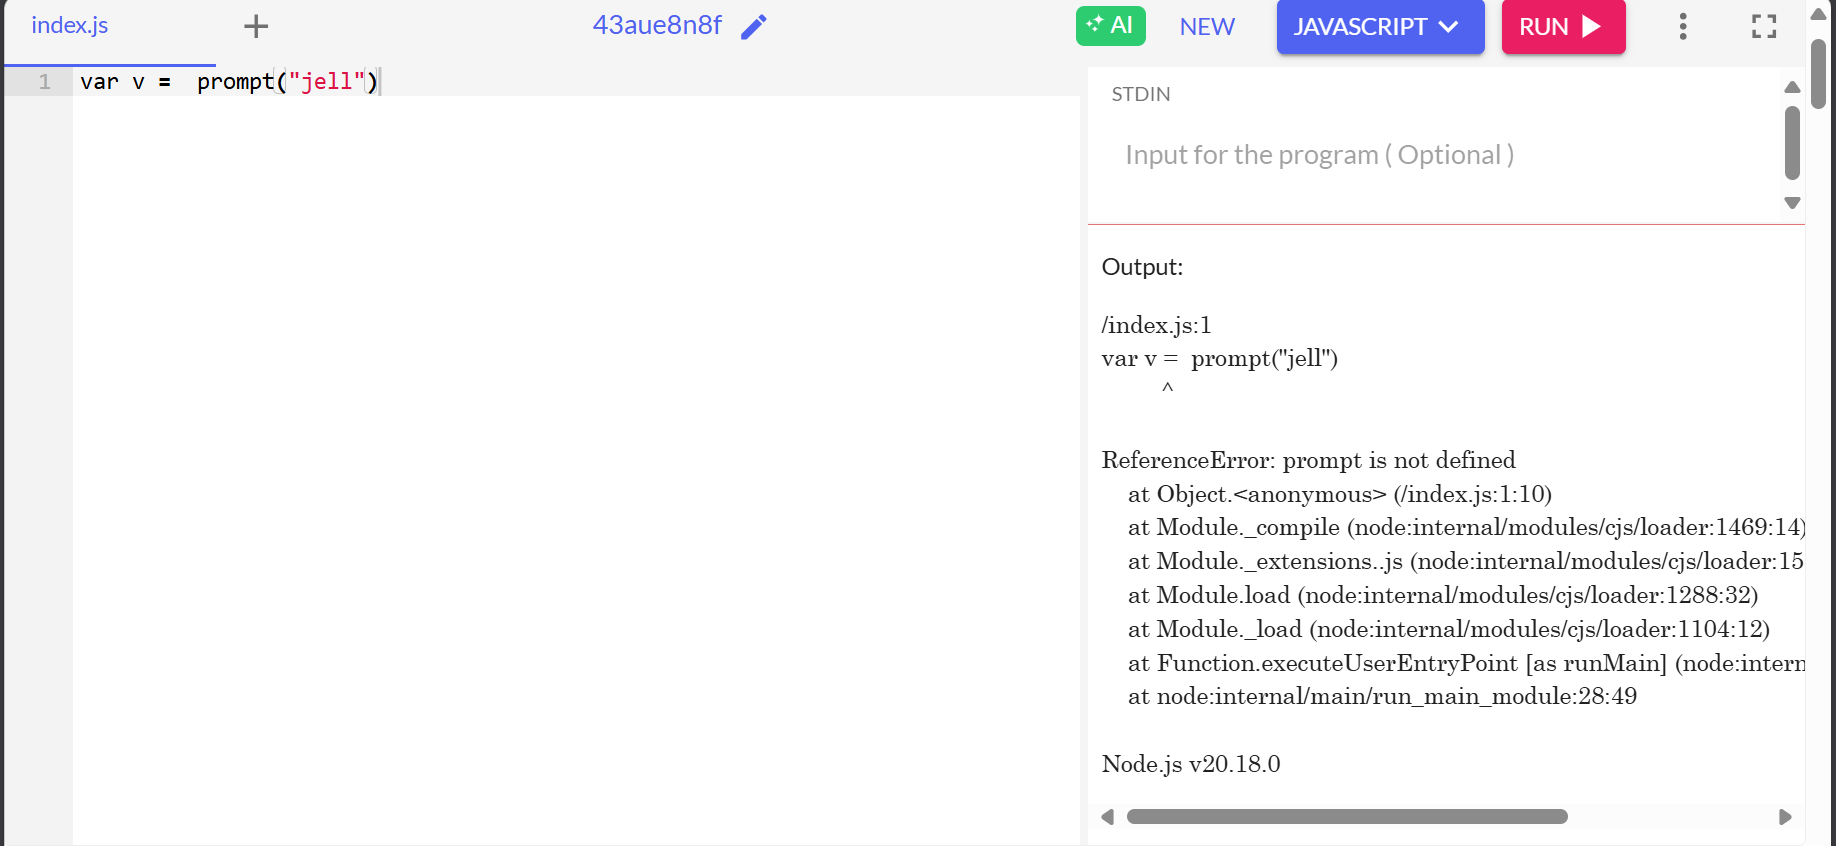 index.js
43aue8n8f
AI
NEW
JAVASCRIPT
RUN
1
var v =  prompt("jell")
STDIN
Input for the program ( Optional )
Output:
/index.js:1
var v =  prompt("jell")
^
ReferenceError: prompt is not defined
at Object.<anonymous> (/index.js:1:10)
at Module._compile (node:internal/modules/cjs/loader:1469:14)
at Module._extensions..js (node:internal/modules/cjs/loader:15
at Module.load (node:internal/modules/cjs/loader:1288:32)
at Module._load (node:internal/modules/cjs/loader:1104:12)
at Function.executeUserEntryPoint [as runMain] (node:intern
at node:internal/main/run_main_module:28:49
Node.js v20.18.0